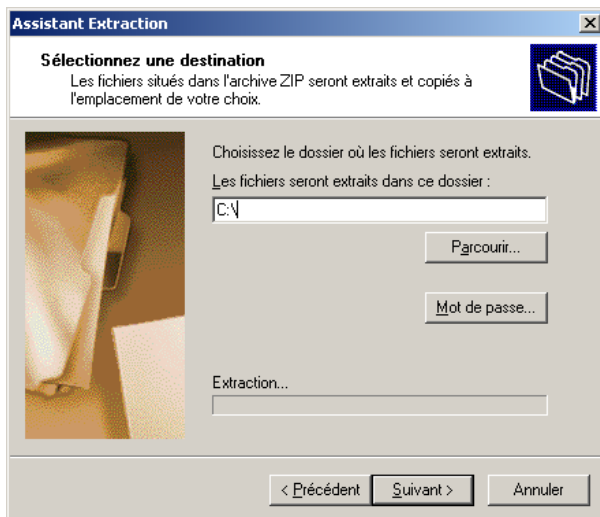 Assistant Extraction
Sélectionnez une destination
Les fichiers situés dans l'archive ZIP seront extraits et copiés à
l'emplacement de votre choix.
Choisissez le dossier où les fichiers seront extraits.
Les fichiers seront extraits dans ce dossier :
C:\
Parcourir...
Mot de passe...
Extraction...
< Précédent
Suivant >
Annuler